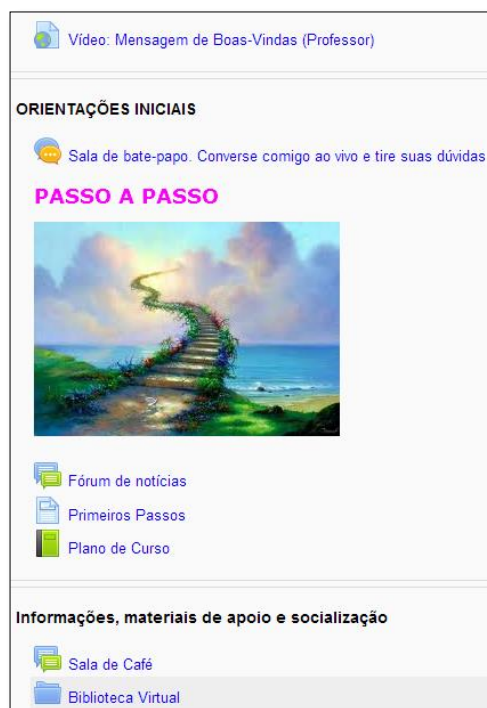 Vídeo: Mensagem de Boas-Vindas (Professor)
ORIENTAÇÕES INICIAIS
Sala de bate-papo. Converse comigo ao vivo e tire suas dúvidas
PASSO A PASSO
Fórum de notícias
Primeiros Passos
Plano de Curso
Informações, materiais de apoio e socialização
Sala de Café
Biblioteca Virtual